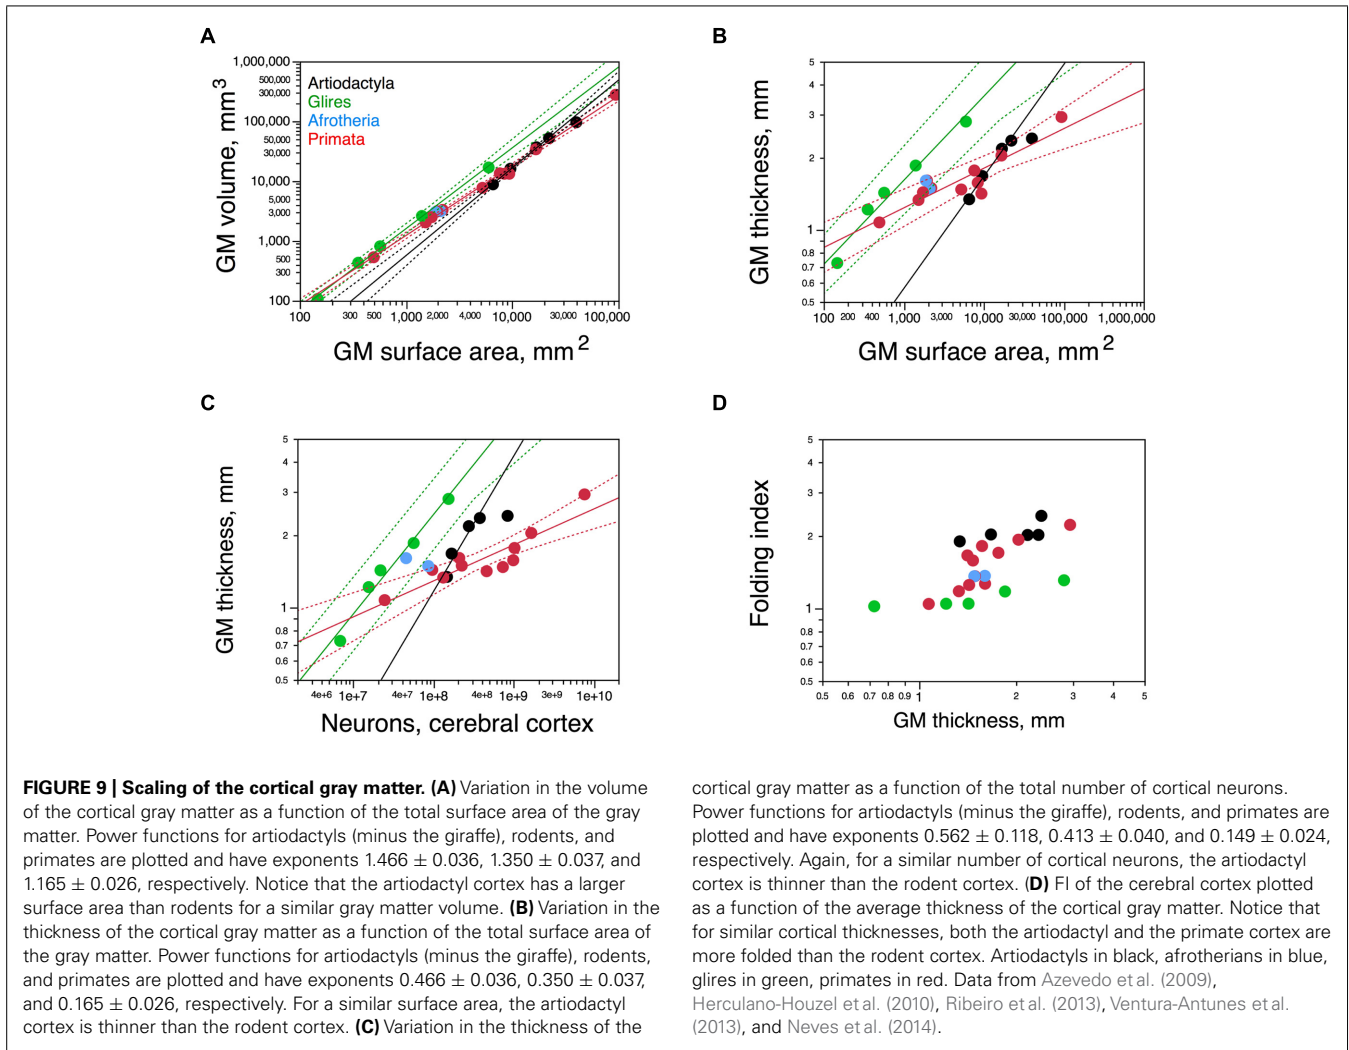 A
1,000,000
500,000
300,000
100,000
50,000
30,000
10,000
5,000
3,000
1,000
500
300
100
GM volume, mm3
Artiodactyla
Glires
Afrotheria
Primata
100
300
500
1,000
2,000
4,000
10,000
30,000
100,000
GM surface area, mm2
B
5
4
3
2
1
0.8
0.7
0.6
0.5
GM thickness, mm
100
200
400
1,000
3,000
10,000
30,000
100,000
1,000,000
GM surface area, mm2
C
5
4
3
2
1
0.8
0.7
0.6
0.5
GM thickness, mm
4e+6
1e+7
4e+7
1e+8
4e+8
1e+9
3e+9
1e+10
Neurons, cerebral cortex
D
5
4
3
2
1
0.8
0.7
0.6
0.5
Folding index
0.5
0.6
0.7
0.8
0.9
1
2
3
4
5
GM thickness, mm
FIGURE 9 | Scaling of the cortical gray matter. (A) Variation in the volume
of the cortical gray matter as a function of the total surface area of the gray
matter. Power functions for artiodactyls (minus the giraffe), rodents, and
primates are plotted and have exponents 1.466 ± 0.036, 1.350 ± 0.037, and
1.165 ± 0.026, respectively. Notice that the artiodactyl cortex has a larger
surface area than rodents for a similar gray matter volume. (B) Variation in the
thickness of the cortical gray matter as a function of the total surface area of
the gray matter. Power functions for artiodactyls (minus the giraffe), rodents,
and primates are plotted and have exponents 0.466 ± 0.036, 0.350 ± 0.037,
and 0.165 ± 0.026, respectively. For a similar surface area, the artiodactyl
cortex is thinner than the rodent cortex. (C) Variation in the thickness of the
cortical gray matter as a function of the total number of cortical neurons.
Power functions for artiodactyls (minus the giraffe), rodents, and primates are
plotted and have exponents 0.562 ± 0.118, 0.413 ± 0.040, and 0.149 ± 0.024,
respectively. Again, for a similar number of cortical neurons, the artiodactyl
cortex is thinner than the rodent cortex. (D) FI of the cerebral cortex plotted
as a function of the average thickness of the cortical gray matter. Notice that
for similar cortical thicknesses, both the artiodactyl and the primate cortex are
more folded than the rodent cortex. Artiodactyls in black, afrotherians in blue,
glires in green, primates in red. Data from Azevedo et al. (2009),
Herculano-Houzel et al. (2010), Ribeiro et al. (2013), Ventura-Antunes et al.
(2013), and Neves et al. (2014).